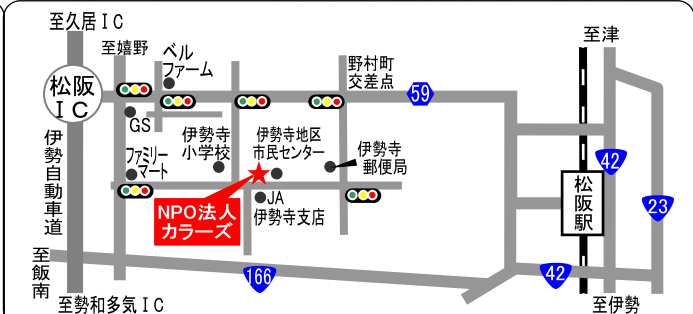 至久居IC
至嬉野
ベル
ファーム
野村町
交差点
至津
松阪
IC
59
GS
伊勢寺
小学校
伊勢寺地区
市民センター
伊勢寺
郵便局
ファミリー
マート
伊勢自動車道
NPO法人
カラーズ
JA
伊勢寺支店
42
松阪駅
23
至飯南
166
42
至勢和多気IC
至伊勢